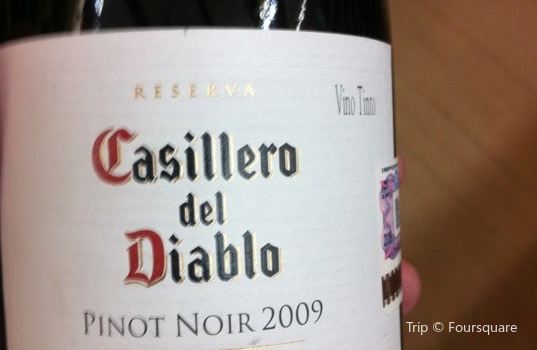 RESERVA
Vino Tinto
Casillero
del
Diablo
PINOT NOIR 2009
Trip © Foursquare